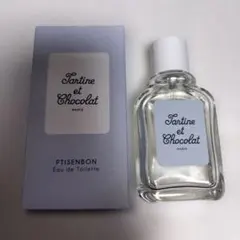 Tartine
et
Chocolat
PARIS
PTISENBON
Eau de Toilette
Tartine
et
Chocolat
PARIS